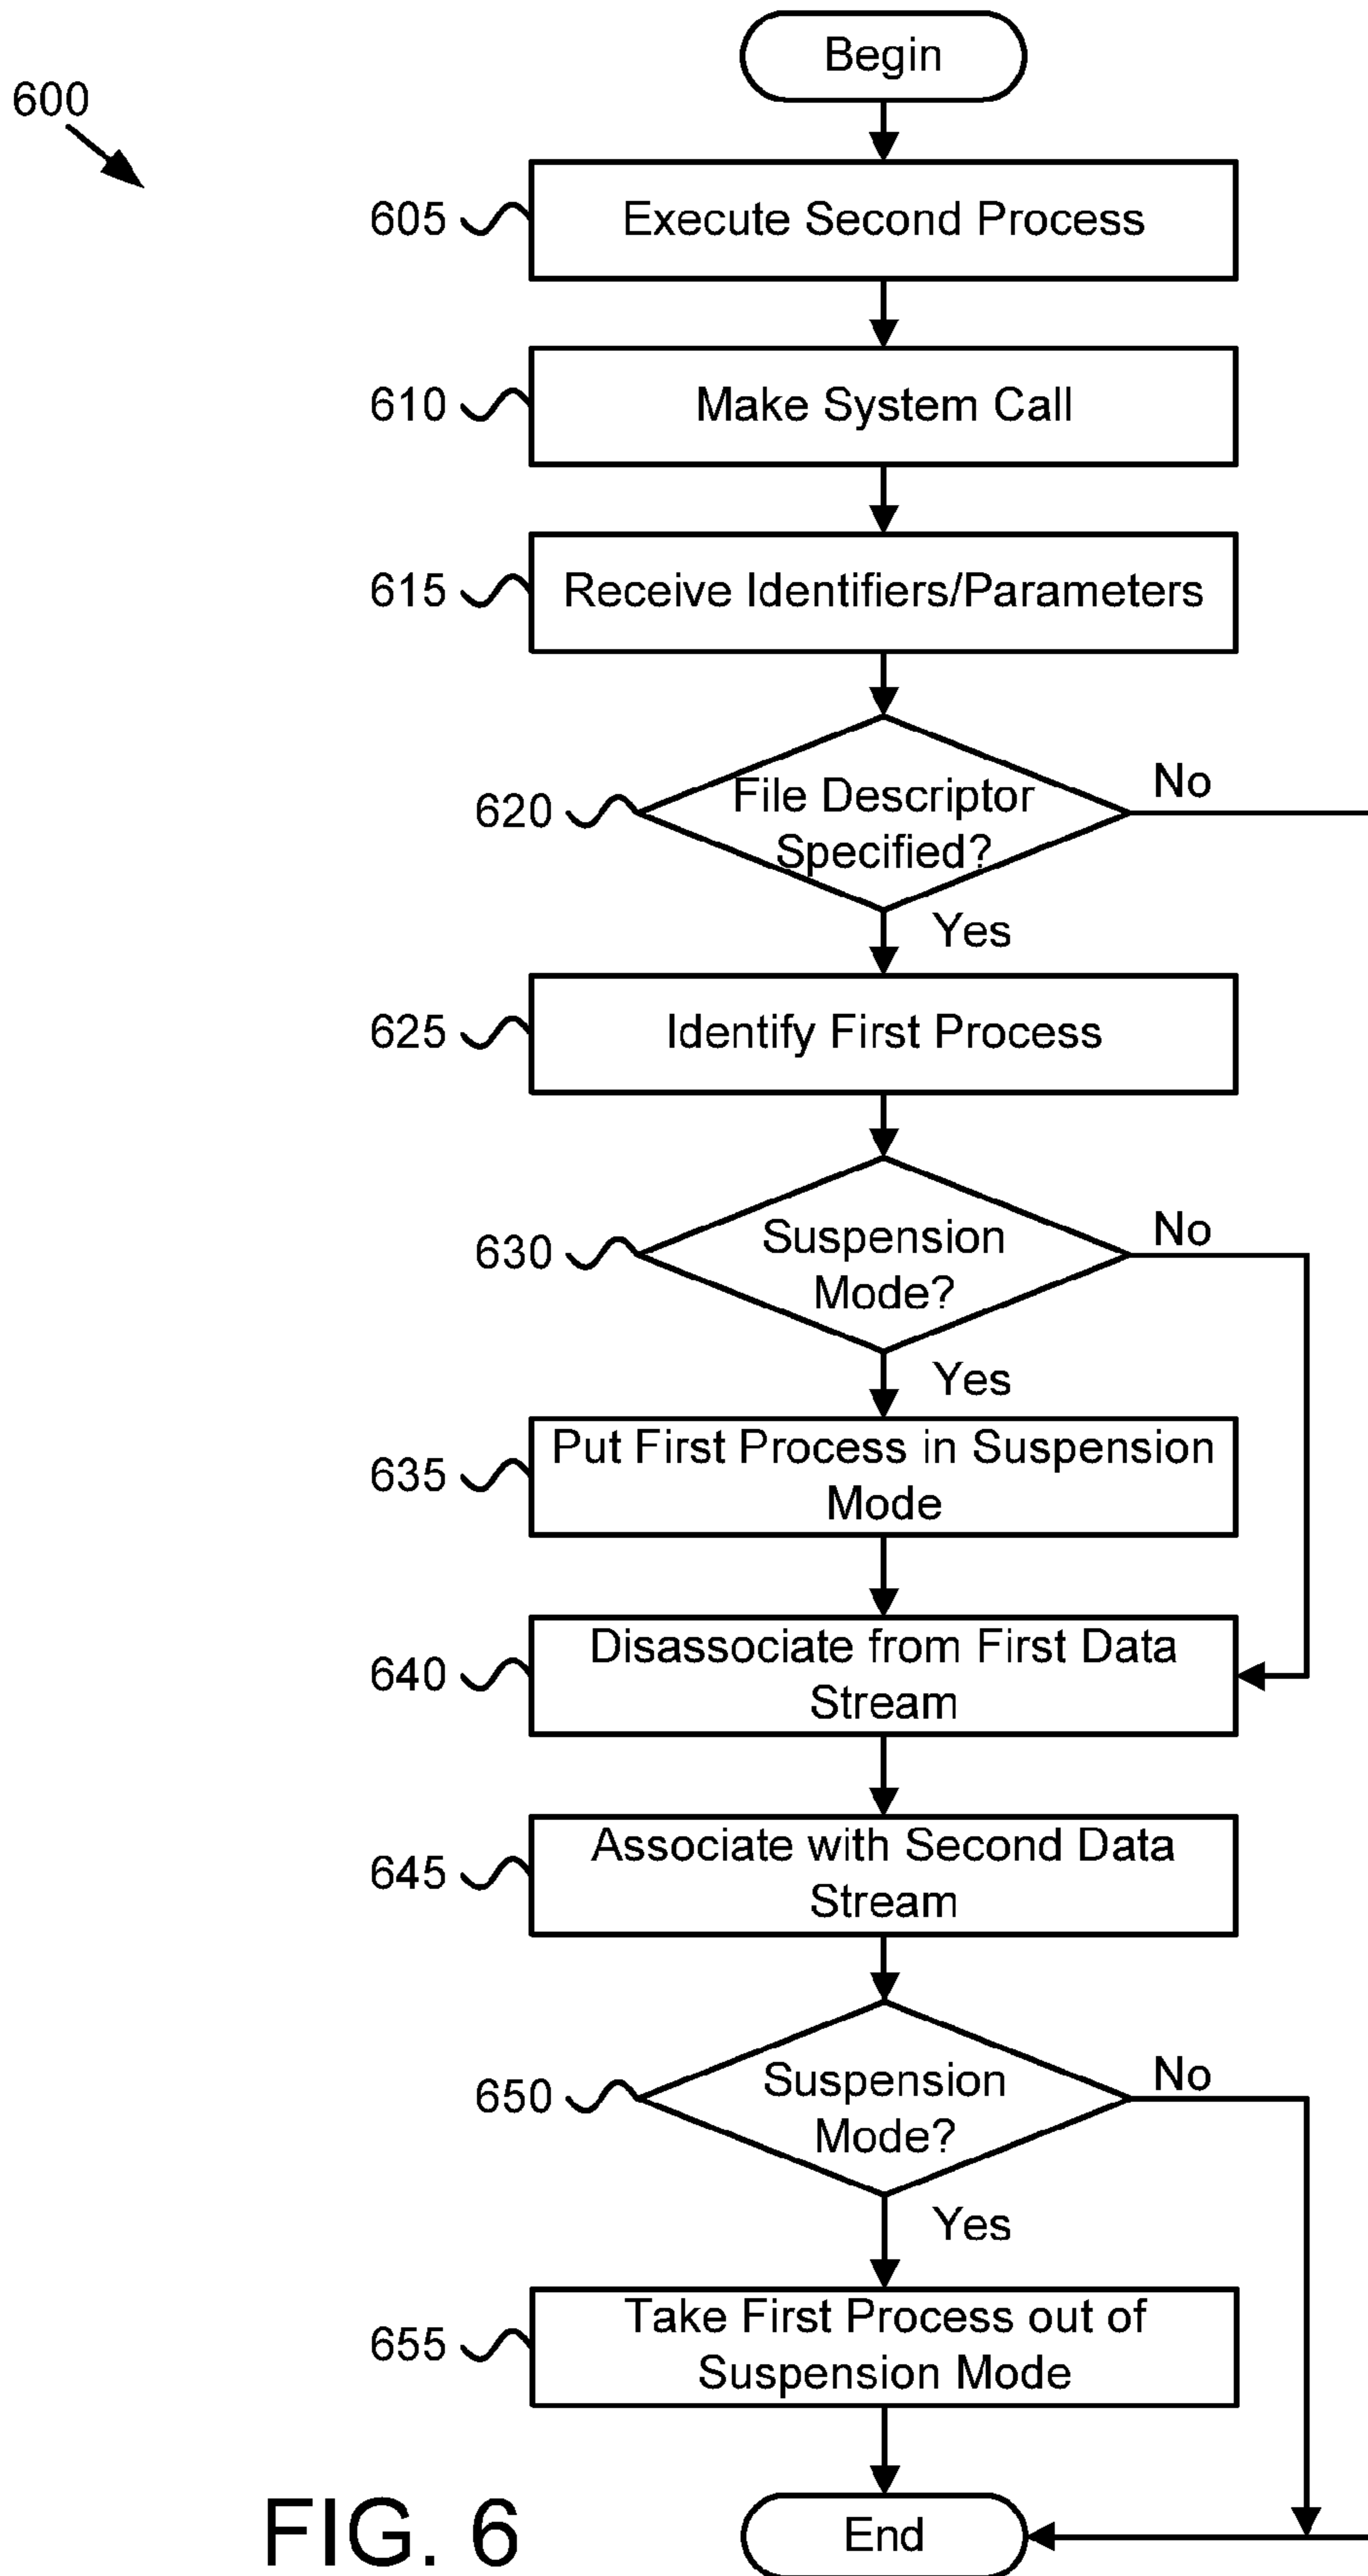 Begin
600
605
Execute Second Process
610
Make System Call
615
Receive Identifiers/Parameters
620
File Descriptor
Specified?
No
Yes
625
Identify First Process
630
Suspension
Mode?
No
Yes
635
Put First Process in Suspension
Mode
640
Disassociate from First Data
Stream
645
Associate with Second Data
Stream
650
Suspension
Mode?
No
Yes
655
Take First Process out of
Suspension Mode
End
FIG. 6